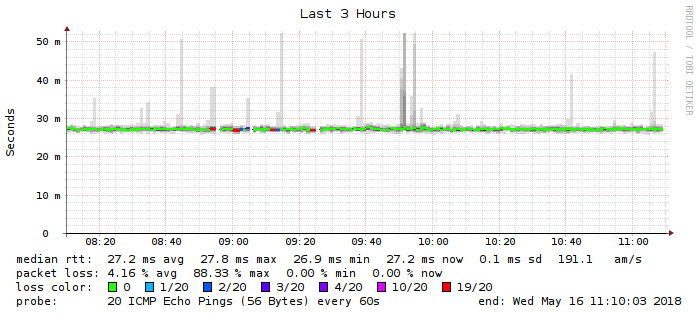 Last 3 Hours
RRDTOOL / TOBI OETIKER
Seconds
50 m
40 m
30 m
20 m
10 m
0
08:20 08:40 09:00 09:20 09:40 10:00 10:20 10:40 11:00
median rtt: 27.2 ms avg 27.8 ms max 26.9 ms min 27.2 ms now 0.1 ms sd 191.1 am/s
packet loss: 4.16 % avg 88.33 % max 0.00 % min 0.00 % now
loss color: 0 1/20 2/20 3/20 4/20 10/20 19/20
probe: 20 ICMP Echo Pings (56 Bytes) every 60s end: Wed May 16 11:10:03 2018